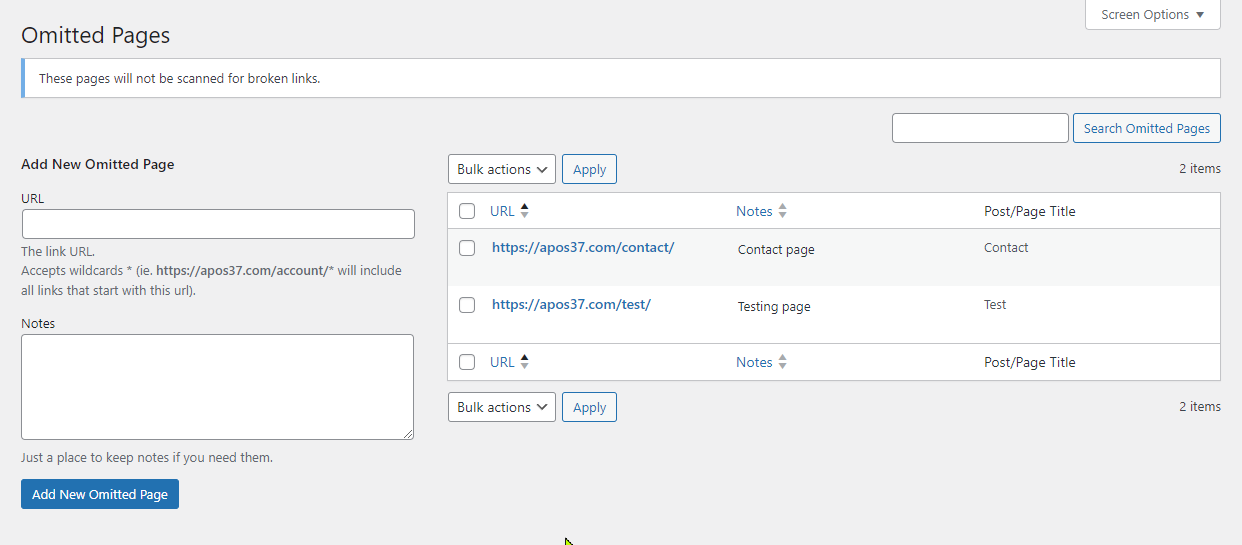 Screen Options ▼
Omitted Pages
These pages will not be scanned for broken links.
Search Omitted Pages
Add New Omitted Page
URL
The link URL.
Accepts wildcards * (ie. https://apos37.com/account/* will include
all links that start with this url).
Notes
Just a place to keep notes if you need them.
Add New Omitted Page
Bulk actions Apply 2 items
URL Notes Post/Page Title
https://apos37.com/contact/ Contact page Contact
https://apos37.com/test/ Testing page Test
URL Notes Post/Page Title
Bulk actions Apply 2 items